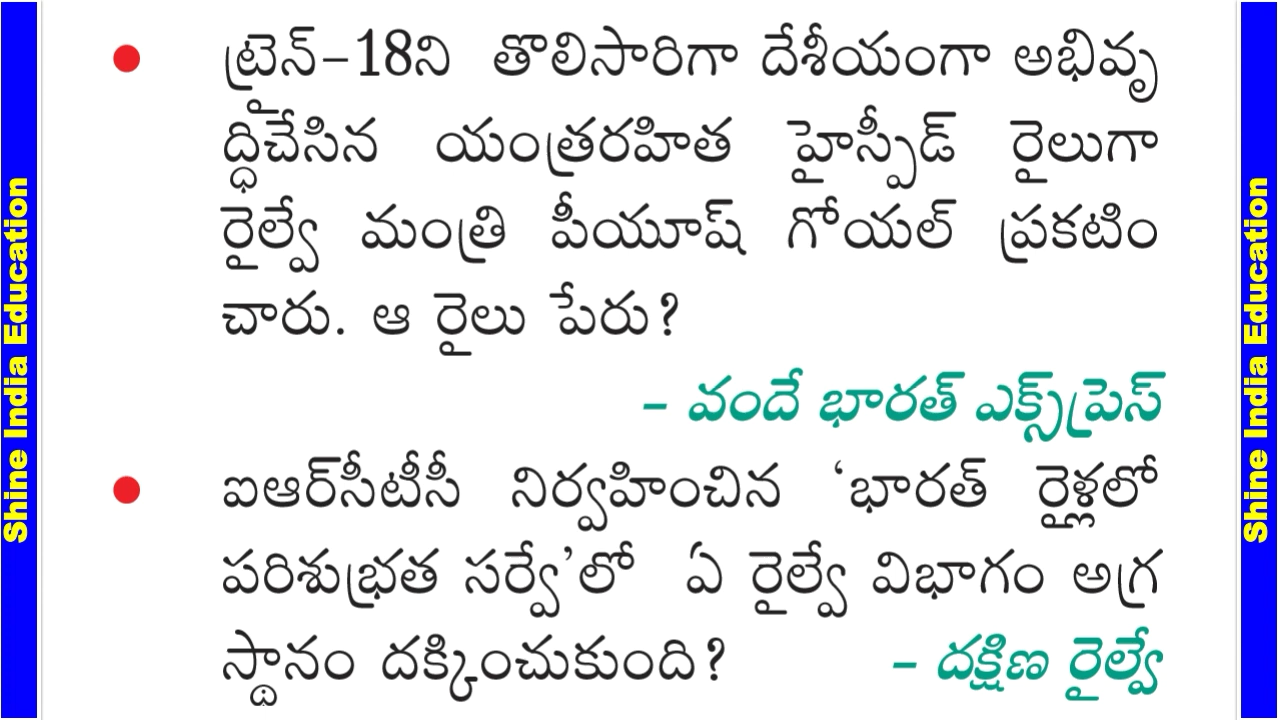 Shine India Education
ట్రైన్-18ని తొలిసారిగా దేశీయంగా అభివృ
ద్ధిచేసిన యంత్రరహిత హైస్పీడ్ రైలుగా
రైల్వే మంత్రి పీయూష్ గోయల్ ప్రకటిం
చారు. ఆ రైలు పేరు?
– వందే భారత్ ఎక్స్‌ప్రెస్
ఐఆర్‌సీటీసీ నిర్వహించిన ‘భారత్ రైళ్లలో
పరిశుభ్రత సర్వే’లో ఏ రైల్వే విభాగం అగ్ర
స్థానం దక్కించుకుంది? – దక్షిణ రైల్వే
Shine India Education